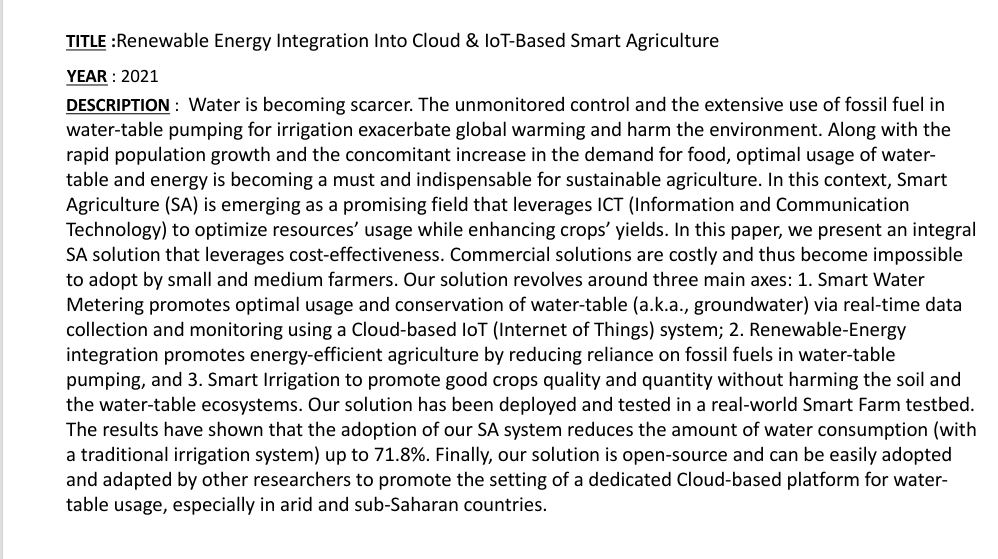 TITLE :Renewable Energy Integration Into Cloud & IoT-Based Smart Agriculture
YEAR : 2021
DESCRIPTION :  Water is becoming scarcer. The unmonitored control and the extensive use of fossil fuel in
water-table pumping for irrigation exacerbate global warming and harm the environment. Along with the
rapid population growth and the concomitant increase in the demand for food, optimal usage of water-
table and energy is becoming a must and indispensable for sustainable agriculture. In this context, Smart
Agriculture (SA) is emerging as a promising field that leverages ICT (Information and Communication
Technology) to optimize resources’ usage while enhancing crops’ yields. In this paper, we present an integral
SA solution that leverages cost-effectiveness. Commercial solutions are costly and thus become impossible
to adopt by small and medium farmers. Our solution revolves around three main axes: 1. Smart Water
Metering promotes optimal usage and conservation of water-table (a.k.a., groundwater) via real-time data
collection and monitoring using a Cloud-based IoT (Internet of Things) system; 2. Renewable-Energy
integration promotes energy-efficient agriculture by reducing reliance on fossil fuels in water-table
pumping, and 3. Smart Irrigation to promote good crops quality and quantity without harming the soil and
the water-table ecosystems. Our solution has been deployed and tested in a real-world Smart Farm testbed.
The results have shown that the adoption of our SA system reduces the amount of water consumption (with
a traditional irrigation system) up to 71.8%. Finally, our solution is open-source and can be easily adopted
and adapted by other researchers to promote the setting of a dedicated Cloud-based platform for water-
table usage, especially in arid and sub-Saharan countries.